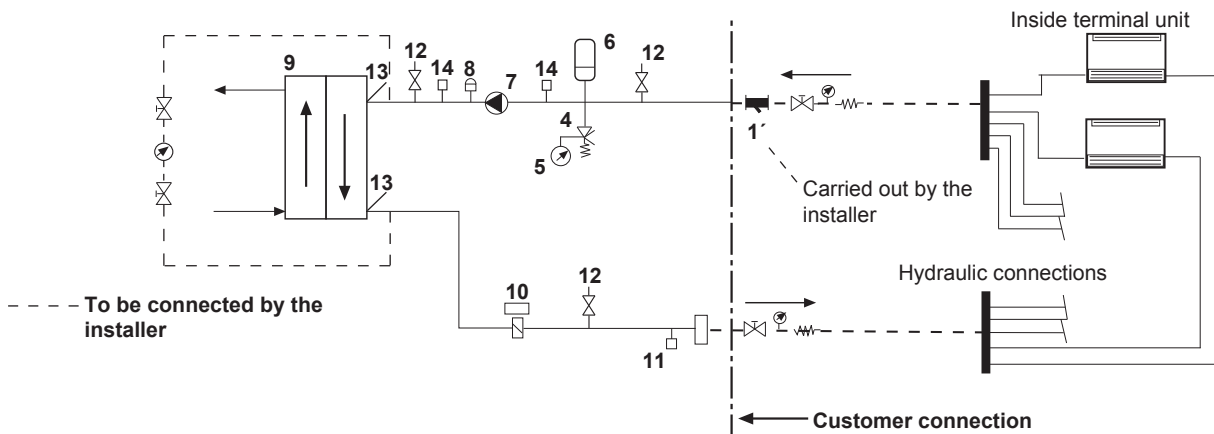 Inside terminal unit
12
14
8
7
14
6
12
9
13
4
5
1´
Carried out by the
installer
13
Hydraulic connections
To be connected by the
installer
10
12
11
Customer connection